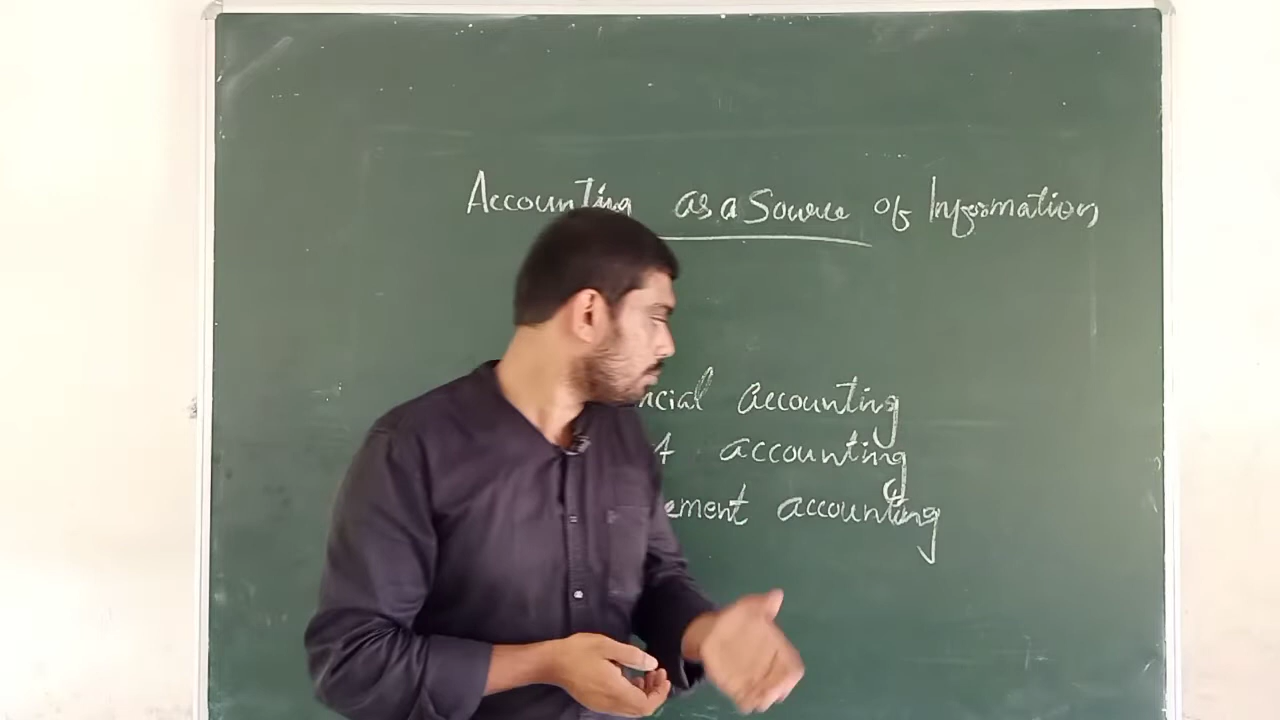 Accounting as a Source of Information
ncial accounting
t accounting
ement accounting